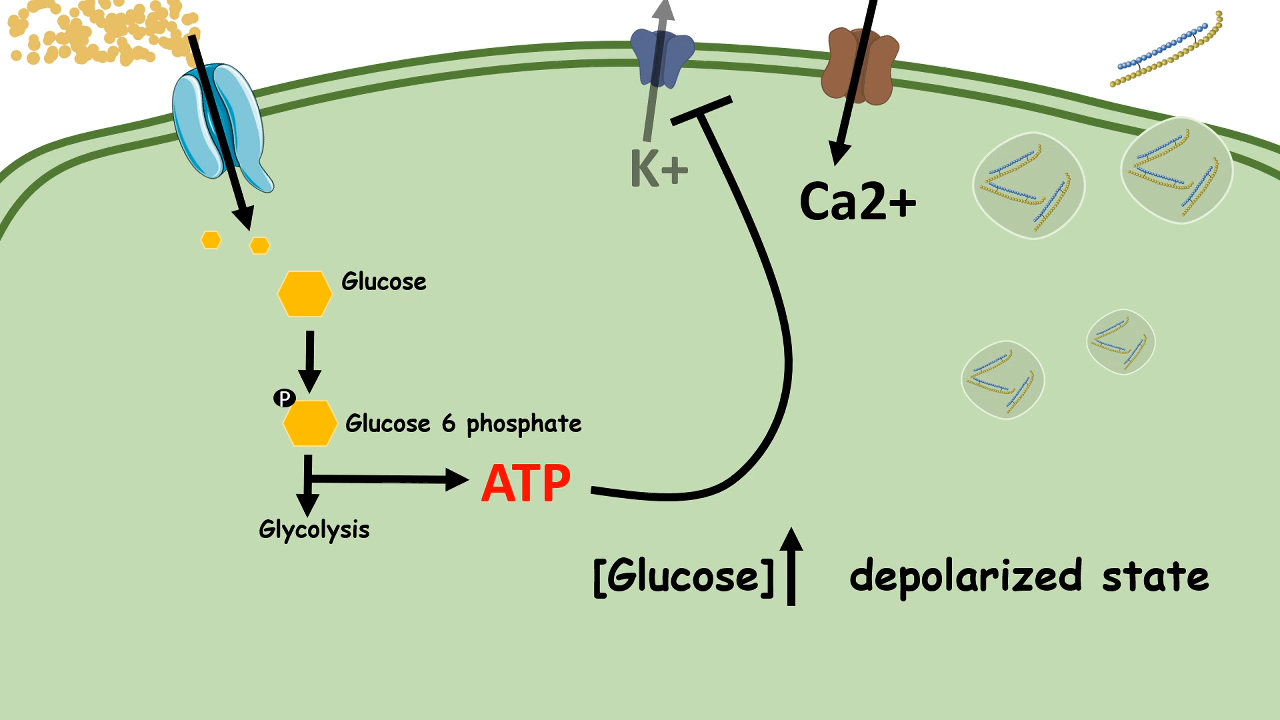 K+
Ca2+
Glucose
P
Glucose 6 phosphate
ATP
Glycolysis
[Glucose] depolarized state